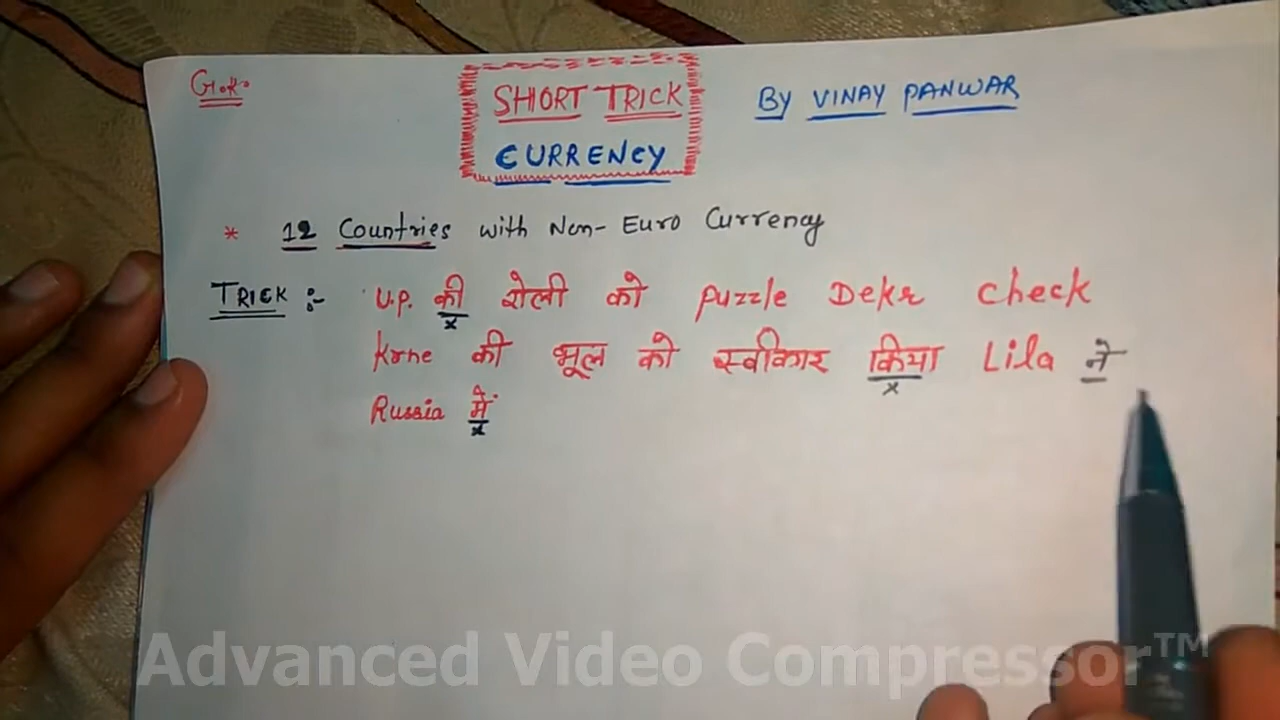 G.K.
SHORT TRICK
CURRENCY
BY VINAY PANWAR
* 12 Countries with Non-Euro Currency
TRICK :- U.P. की रोली को puzzle Dekr check
x
krne की भूल को स्वीकार किया Lila ने
x
Russia में
x
Advanced Video Compressor™